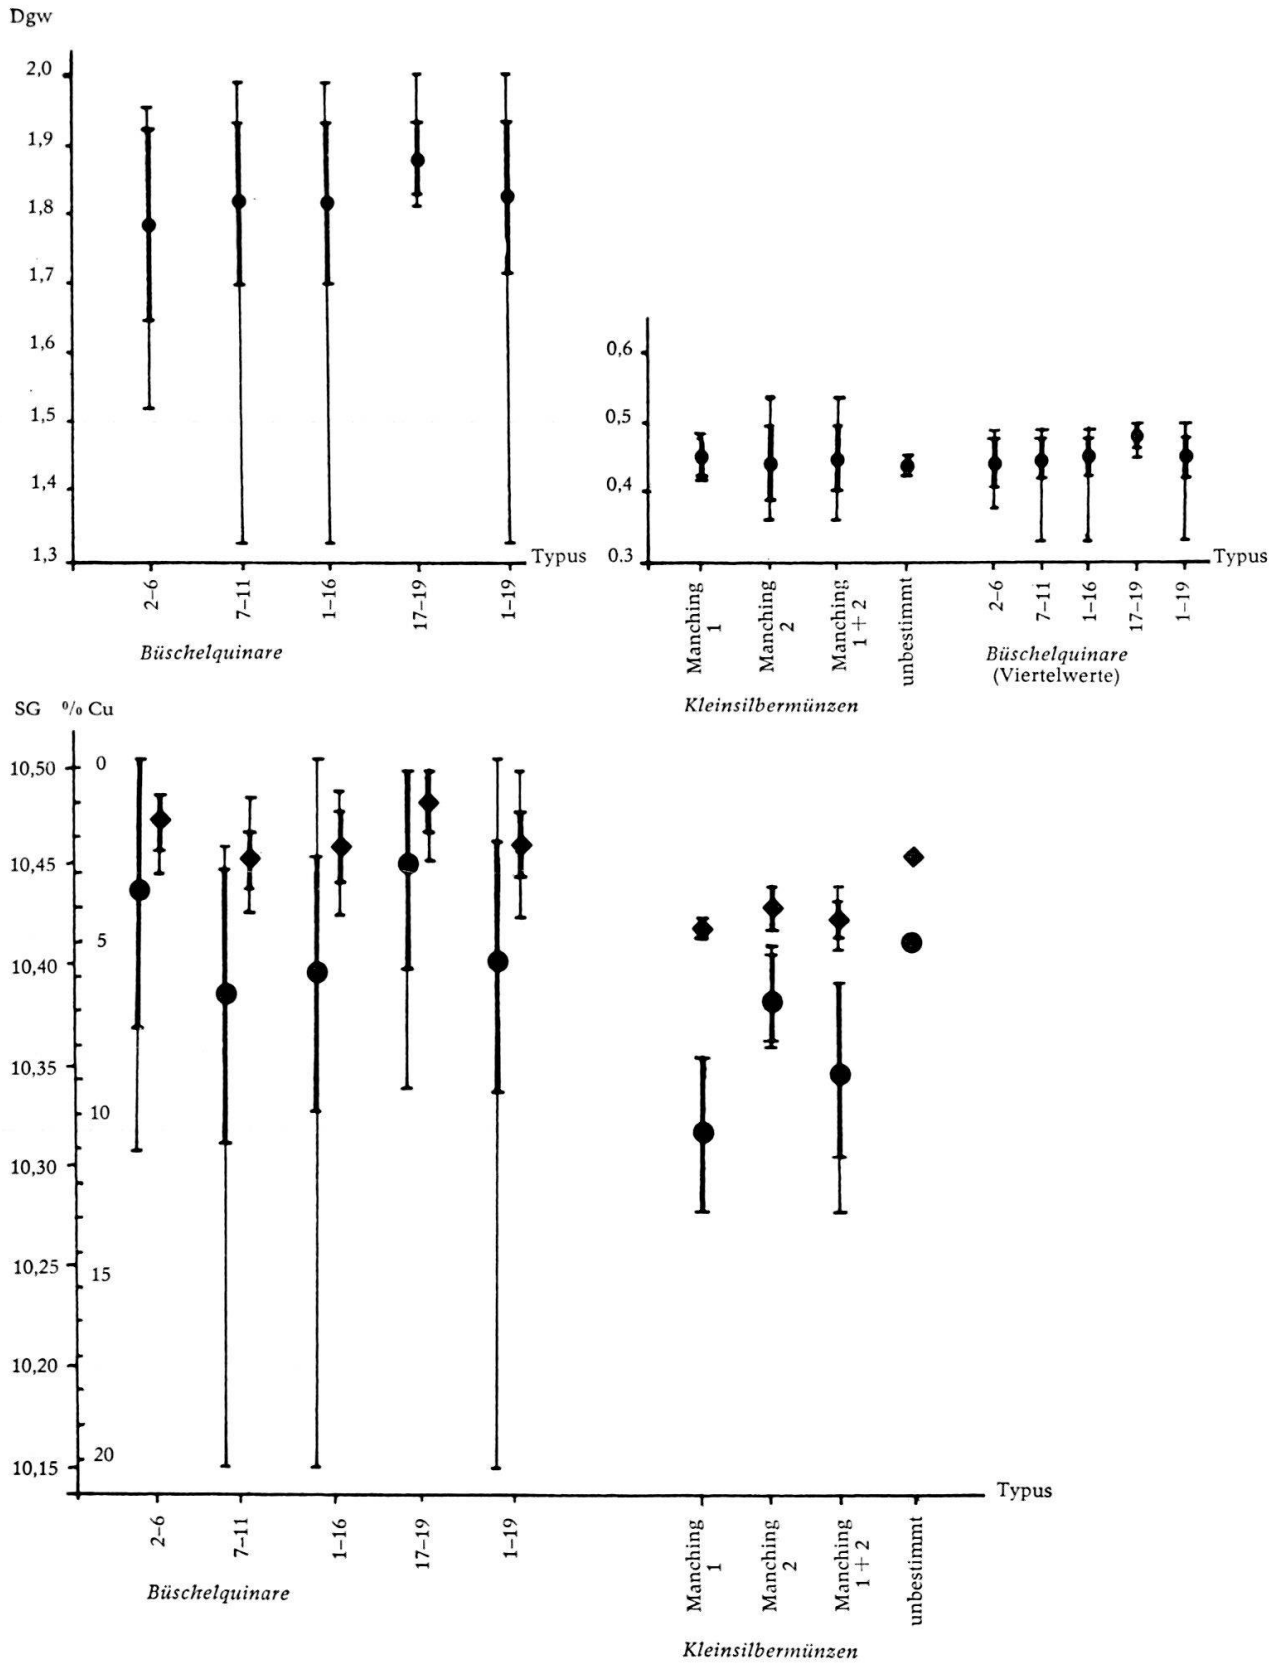 Dgw
2,0
1,9
1,8
1,7
1,6
1,5
1,4
1,3
Typus
2–6
7–11
1–16
17–19
1–19
Büschelquinare
0,6
0,5
0,4
0.3
Typus
Manching
1
Manching
2
Manching
1 + 2
unbestimmt
Kleinsilbermünzen
2–6
7–11
1–16
17–19
1–19
Büschelquinare
(Viertelwerte)
SG % Cu
10,50
10,45
10,40
10,35
10,30
10,25
10,20
10,15
0
5
10
15
20
Typus
2–6
7–11
1–16
17–19
1–19
Büschelquinare
Manching
1
Manching
2
Manching
1 + 2
unbestimmt
Kleinsilbermünzen